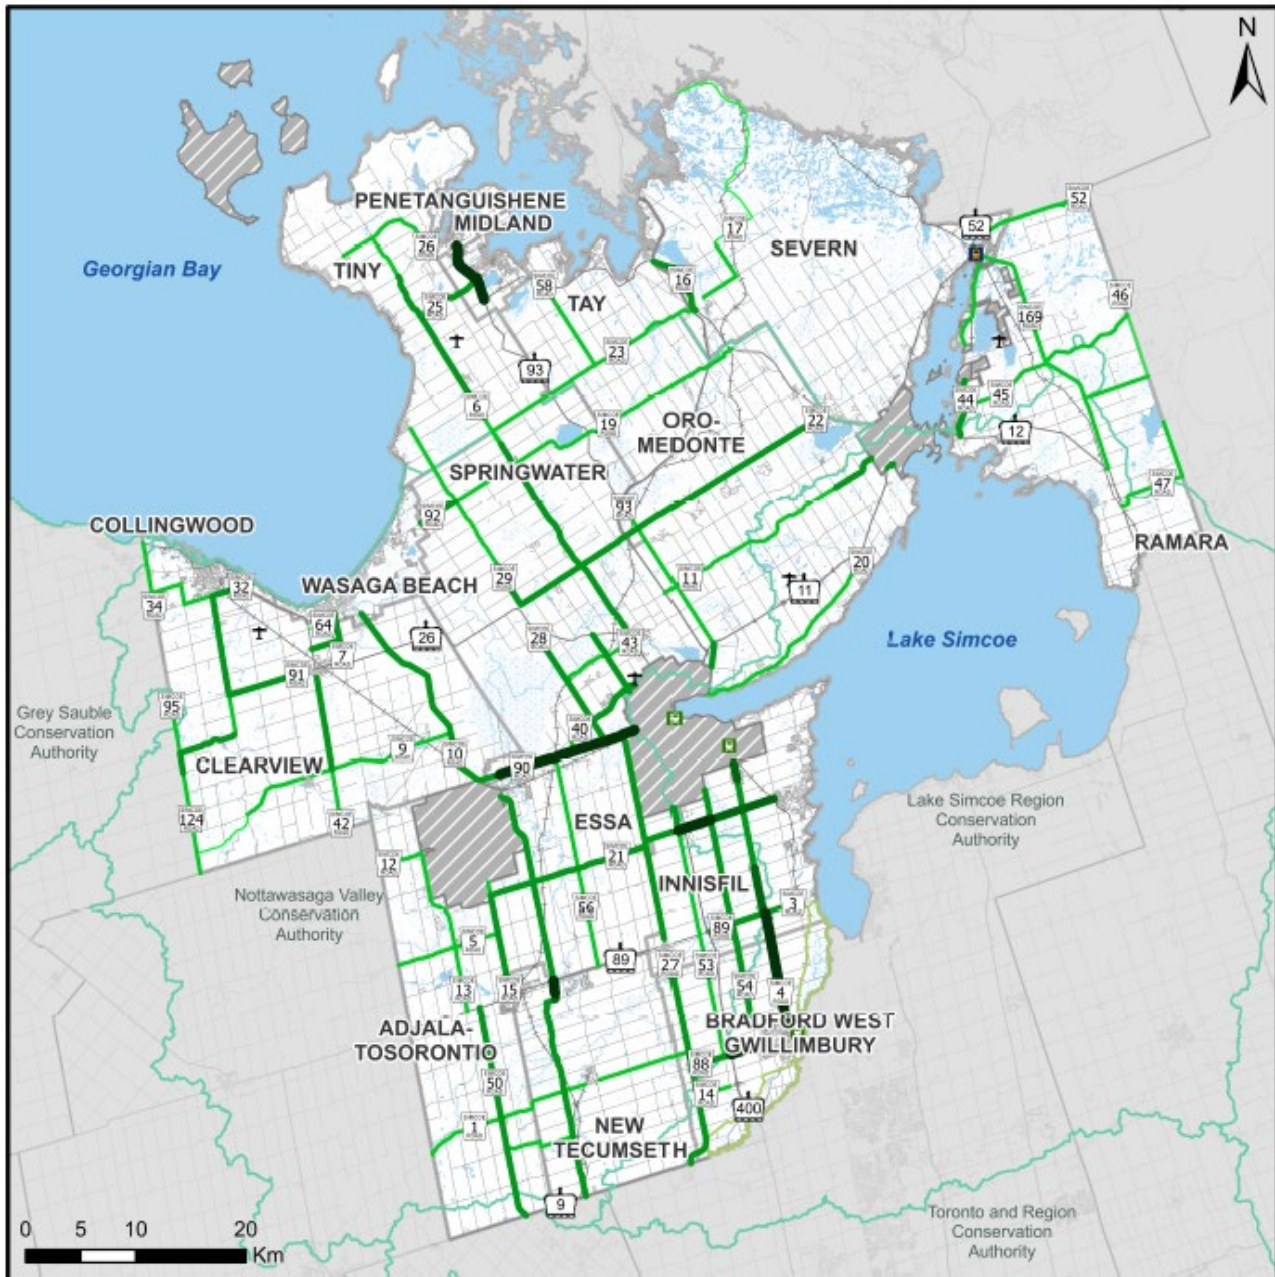 N
PENETANGUISHENE
MIDLAND
52
52
26
17
SEVERN
Georgian Bay
TINY
58
16
46
25
TAY
169
23
93
6
44
45
19
22
12
ORO-
MEDONTE
SPRINGWATER
47
92
93
COLLINGWOOD
RAMARA
20
29
11
11
32
WASAGA BEACH
34
64
26
28
43
Lake Simcoe
7
91
95
Grey Sauble
Conservation
Authority
40
9
10
CLEARVIEW
90
Lake Simcoe Region
Conservation
Authority
124
42
ESSA
21
12
INNISFIL
Nottawasaga Valley
Conservation
Authority
56
3
89
5
89
27
53
13
15
54
4
ADJALA-
TOSORONTIO
BRADFORD WEST
GWILLIMBURY
88
50
14
400
1
NEW
TECUMSETH
9
Toronto and Region
Conservation
Authority
0 5 10 20
Km